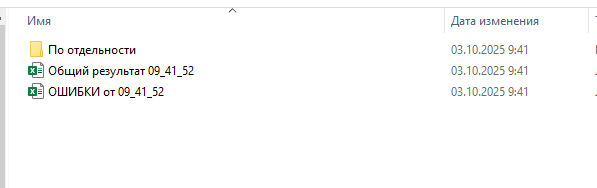 Имя Дата изменения
По отдельности 03.10.2025 9:41
Общий результат 09_41_52 03.10.2025 9:41
ОШИБКИ от 09_41_52 03.10.2025 9:41